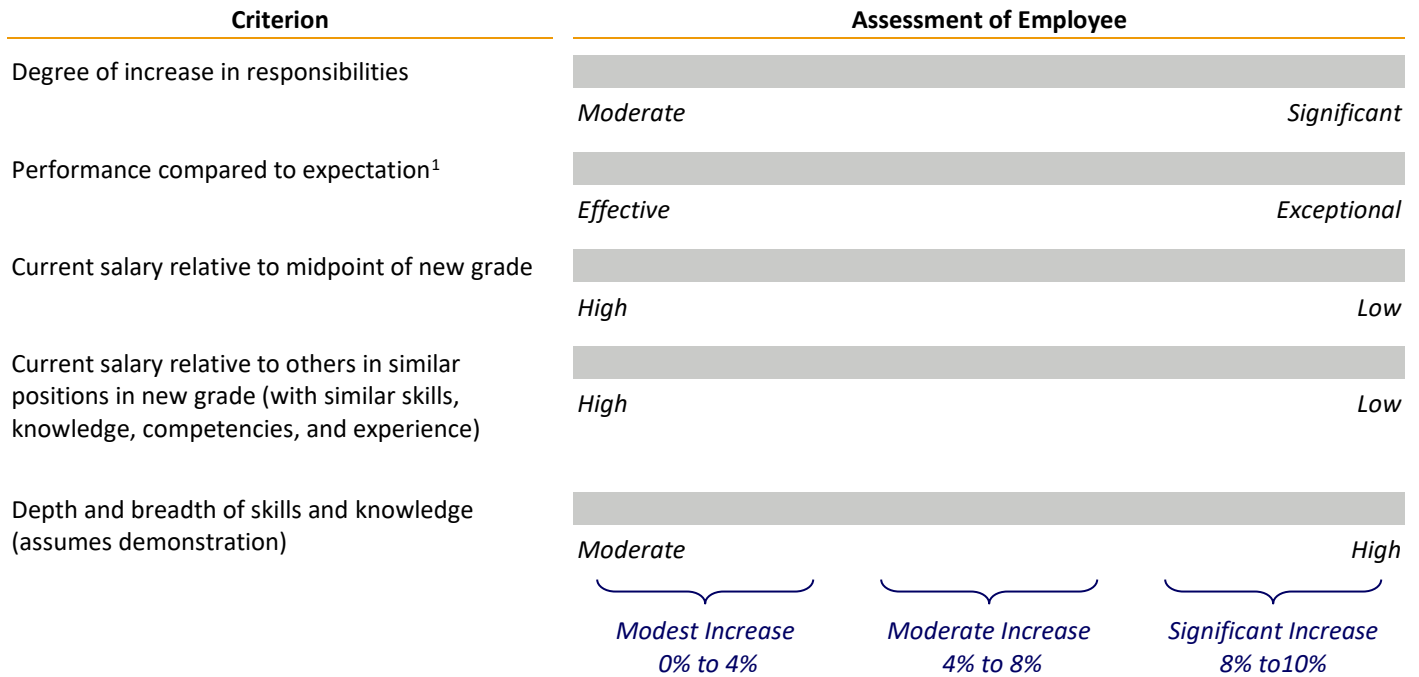 Criterion
Assessment of Employee
Degree of increase in responsibilities
Moderate
Significant
Performance compared to expectation¹
Effective
Exceptional
Current salary relative to midpoint of new grade
High
Low
Current salary relative to others in similar
positions in new grade (with similar skills,
knowledge, competencies, and experience)
High
Low
Depth and breadth of skills and knowledge
(assumes demonstration)
Moderate
High
Modest Increase
0% to 4%
Moderate Increase
4% to 8%
Significant Increase
8% to10%